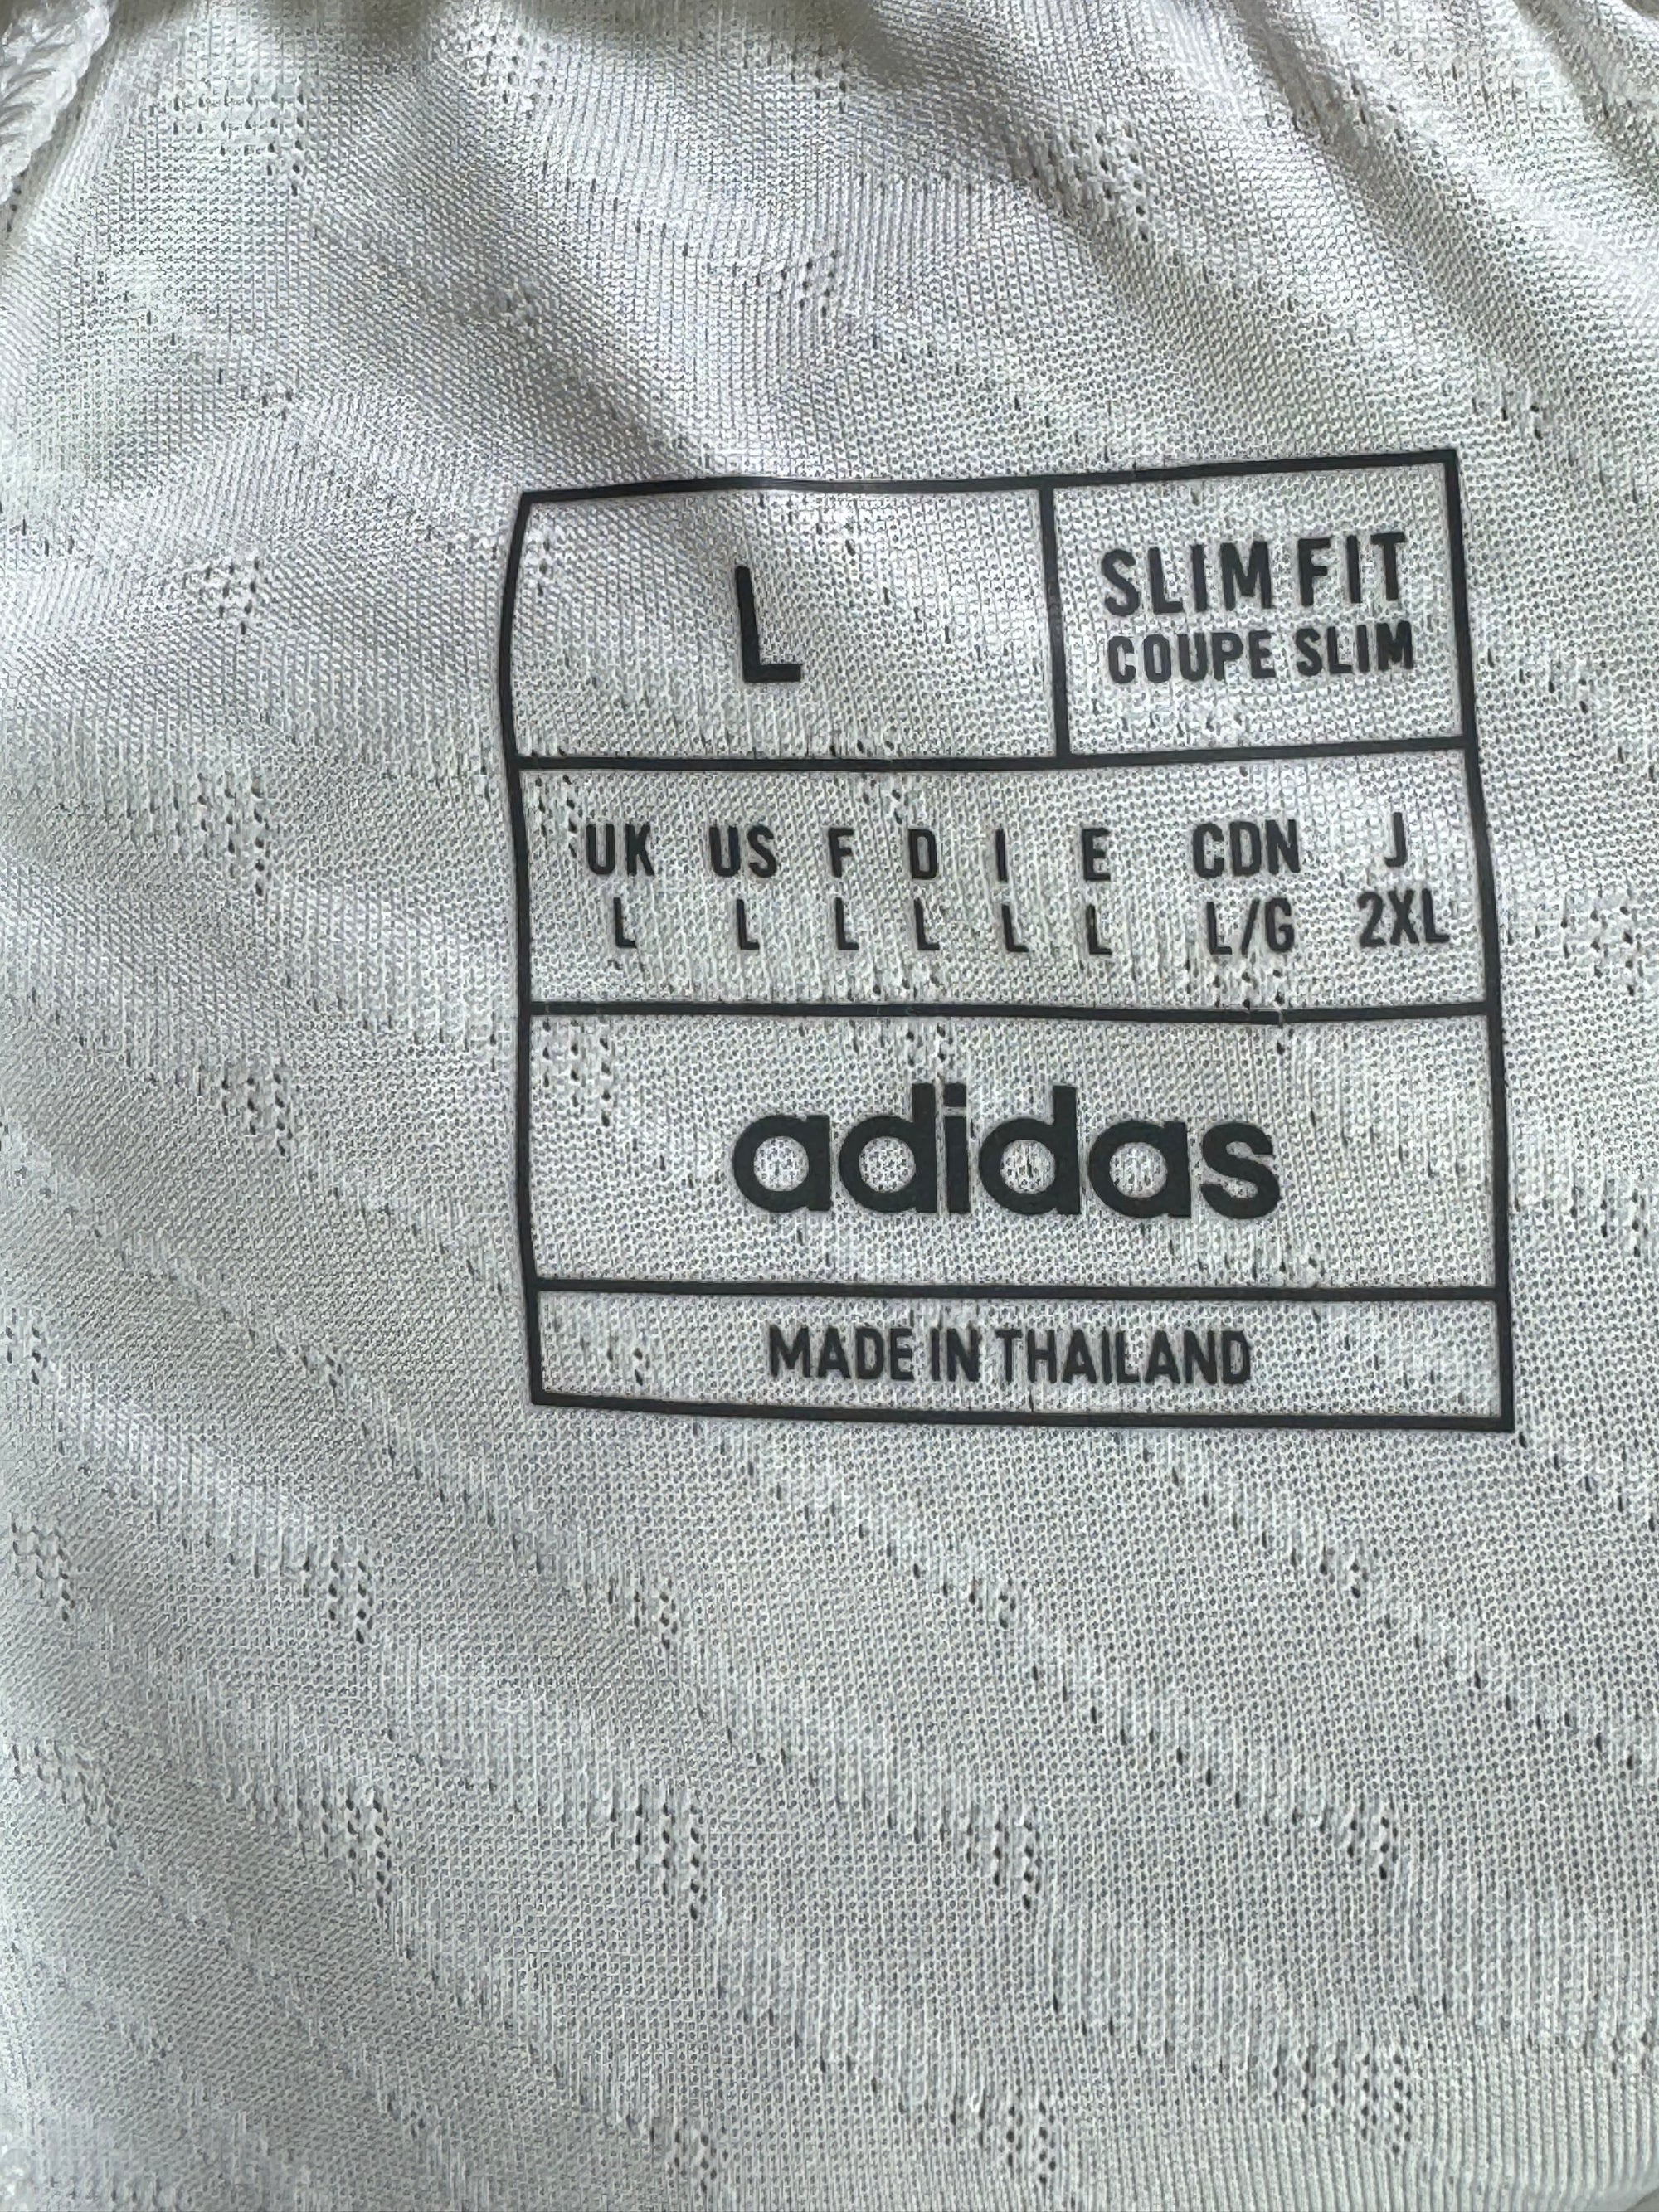 L
SLIM FIT
COUPE SLIM
UK US F D I E CDN J
L L L L L L L/G 2XL
adidas
MADE IN THAILAND